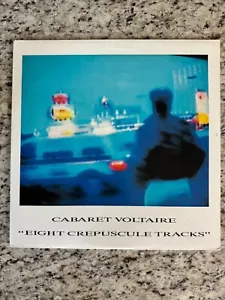 CABARET VOLTAIRE
"EIGHT CREPUSCULE TRACKS"